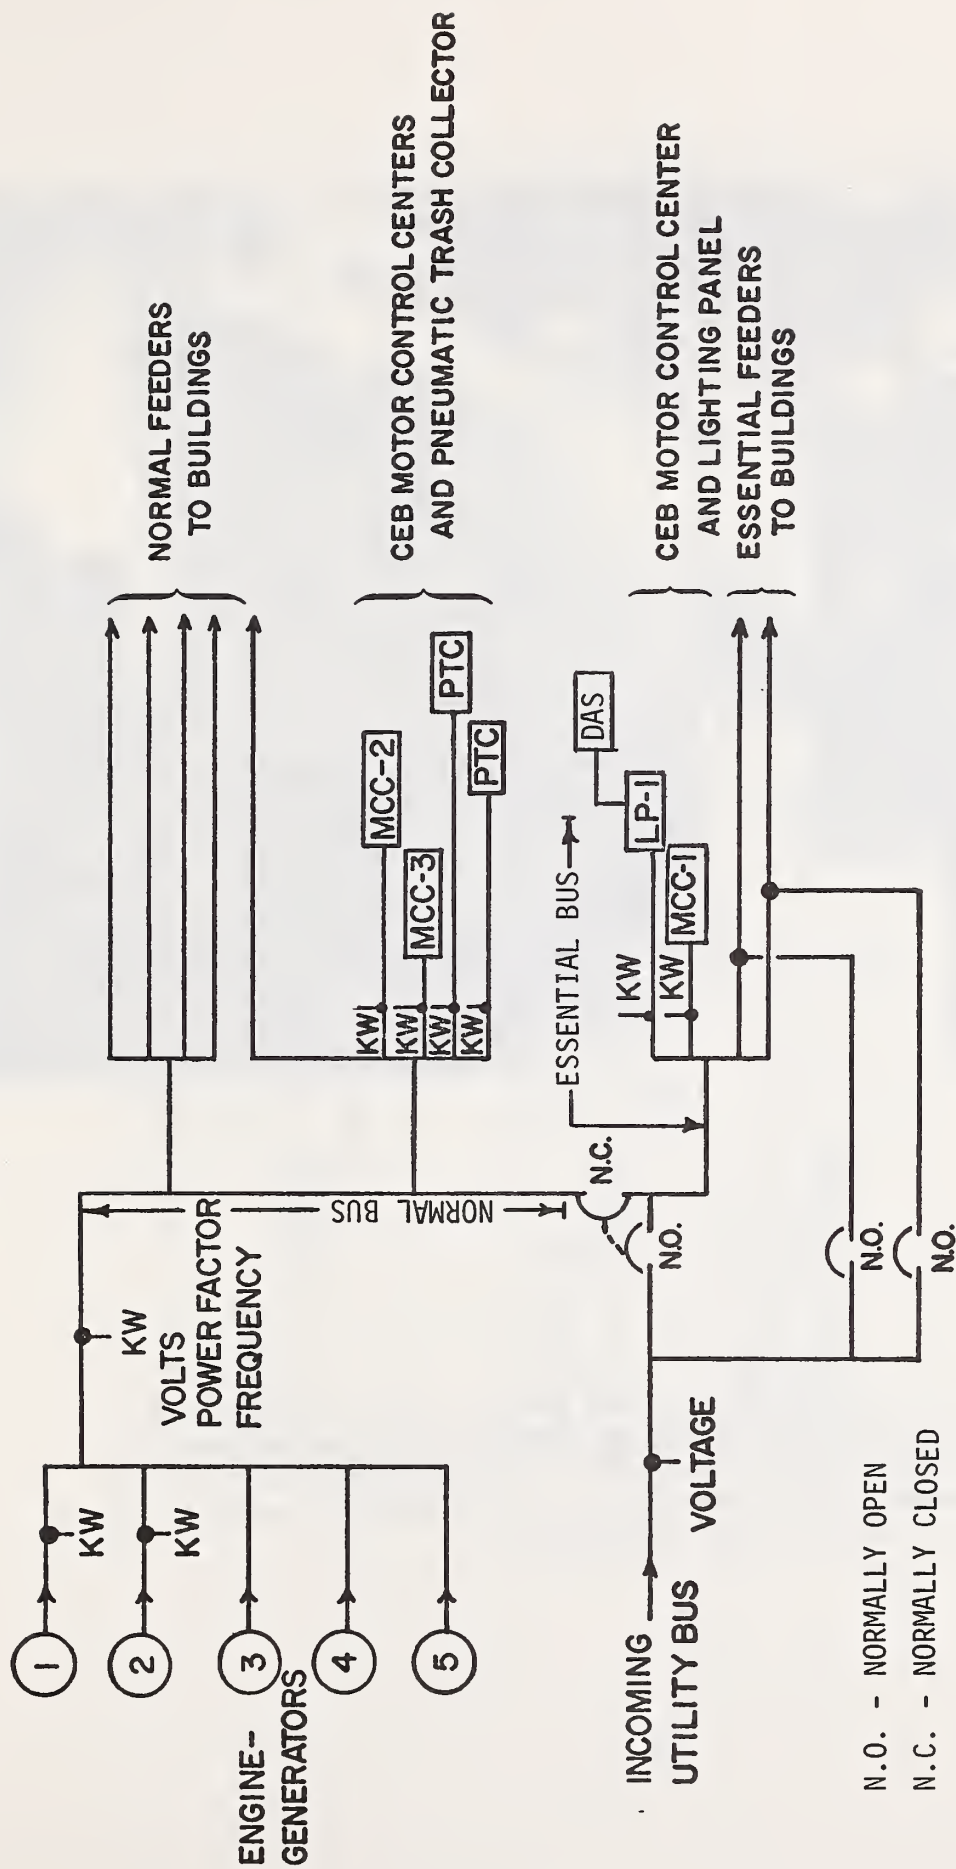 ENGINE-
GENERATORS
1
2
3
4
5
KW
KW
KW
VOLTS
POWER FACTOR
FREQUENCY
NORMAL BUS
NORMAL FEEDERS
TO BUILDINGS
KW
KW
KW
KW
MCC-2
MCC-3
PTC
PTC
CEB MOTOR CONTROL CENTERS
AND PNEUMATIC TRASH COLLECTOR
ESSENTIAL BUS
N.C.
N.O.
KW
KW
DAS
LP-1
MCC-1
CEB MOTOR CONTROL CENTER
AND LIGHTING PANEL
ESSENTIAL FEEDERS
TO BUILDINGS
INCOMING
UTILITY BUS
VOLTAGE
N.O.
N.O.
N.O. - NORMALLY OPEN
N.C. - NORMALLY CLOSED